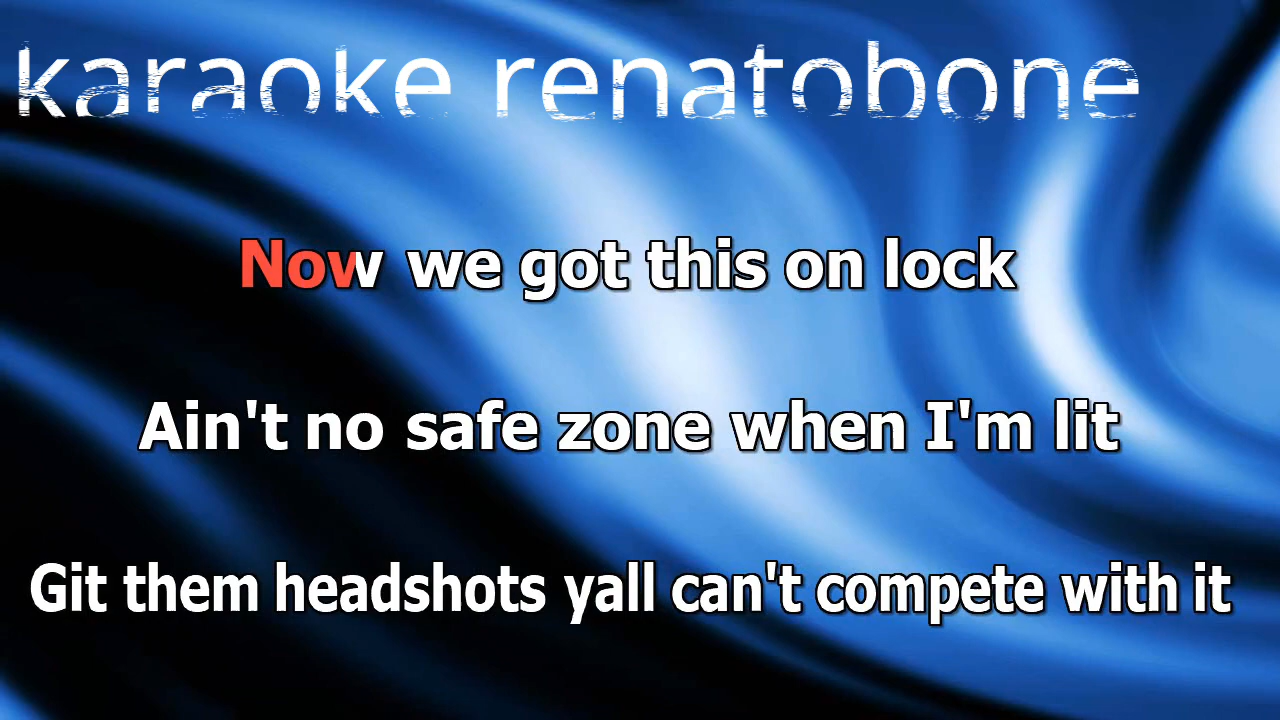 karaoke renatobone
Now we got this on lock
Ain't no safe zone when I'm lit
Git them headshots yall can't compete with it